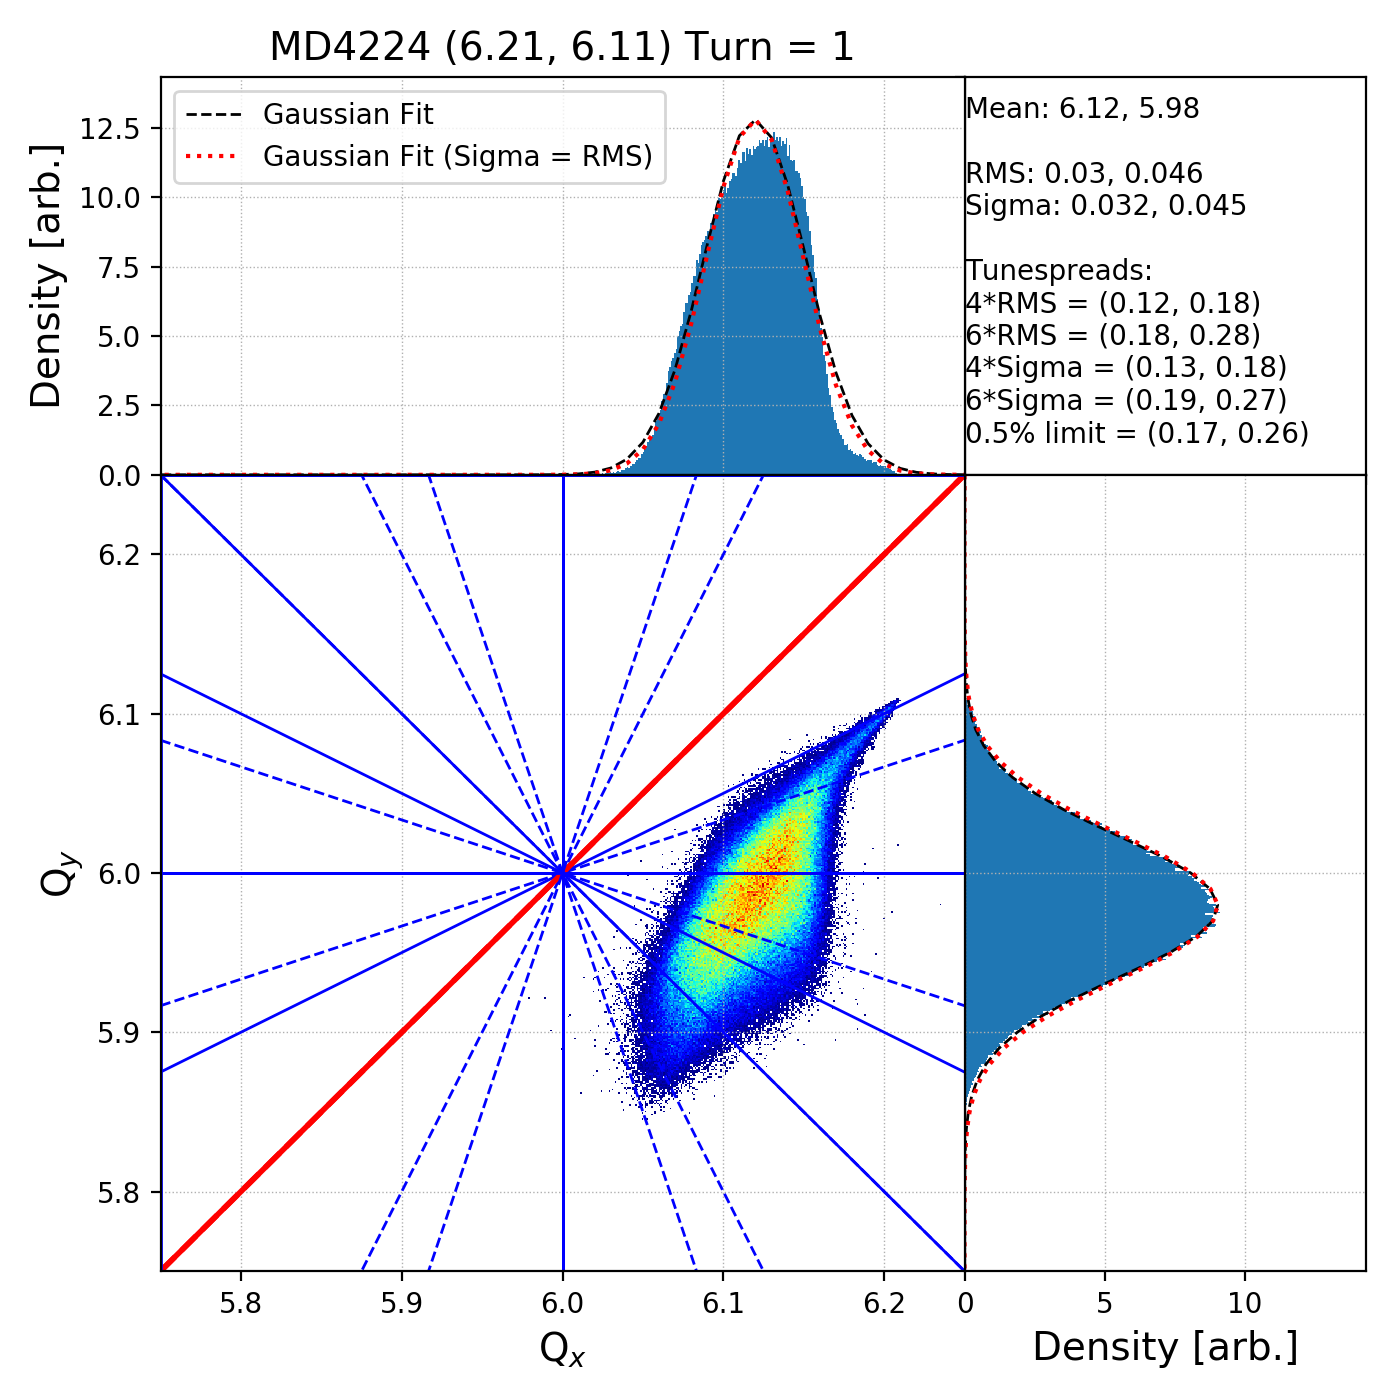 MD4224 (6.21, 6.11) Turn = 1
Gaussian Fit
Gaussian Fit (Sigma = RMS)
Density [arb.]
12.5
10.0
7.5
5.0
2.5
0.0
Mean: 6.12, 5.98
RMS: 0.03, 0.046
Sigma: 0.032, 0.045
Tunespreads:
4*RMS = (0.12, 0.18)
6*RMS = (0.18, 0.28)
4*Sigma = (0.13, 0.18)
6*Sigma = (0.19, 0.27)
0.5% limit = (0.17, 0.26)
6.2
6.1
6.0
5.9
5.8
Qy
5.8 5.9 6.0 6.1 6.2
Qx
0 5 10
Density [arb.]